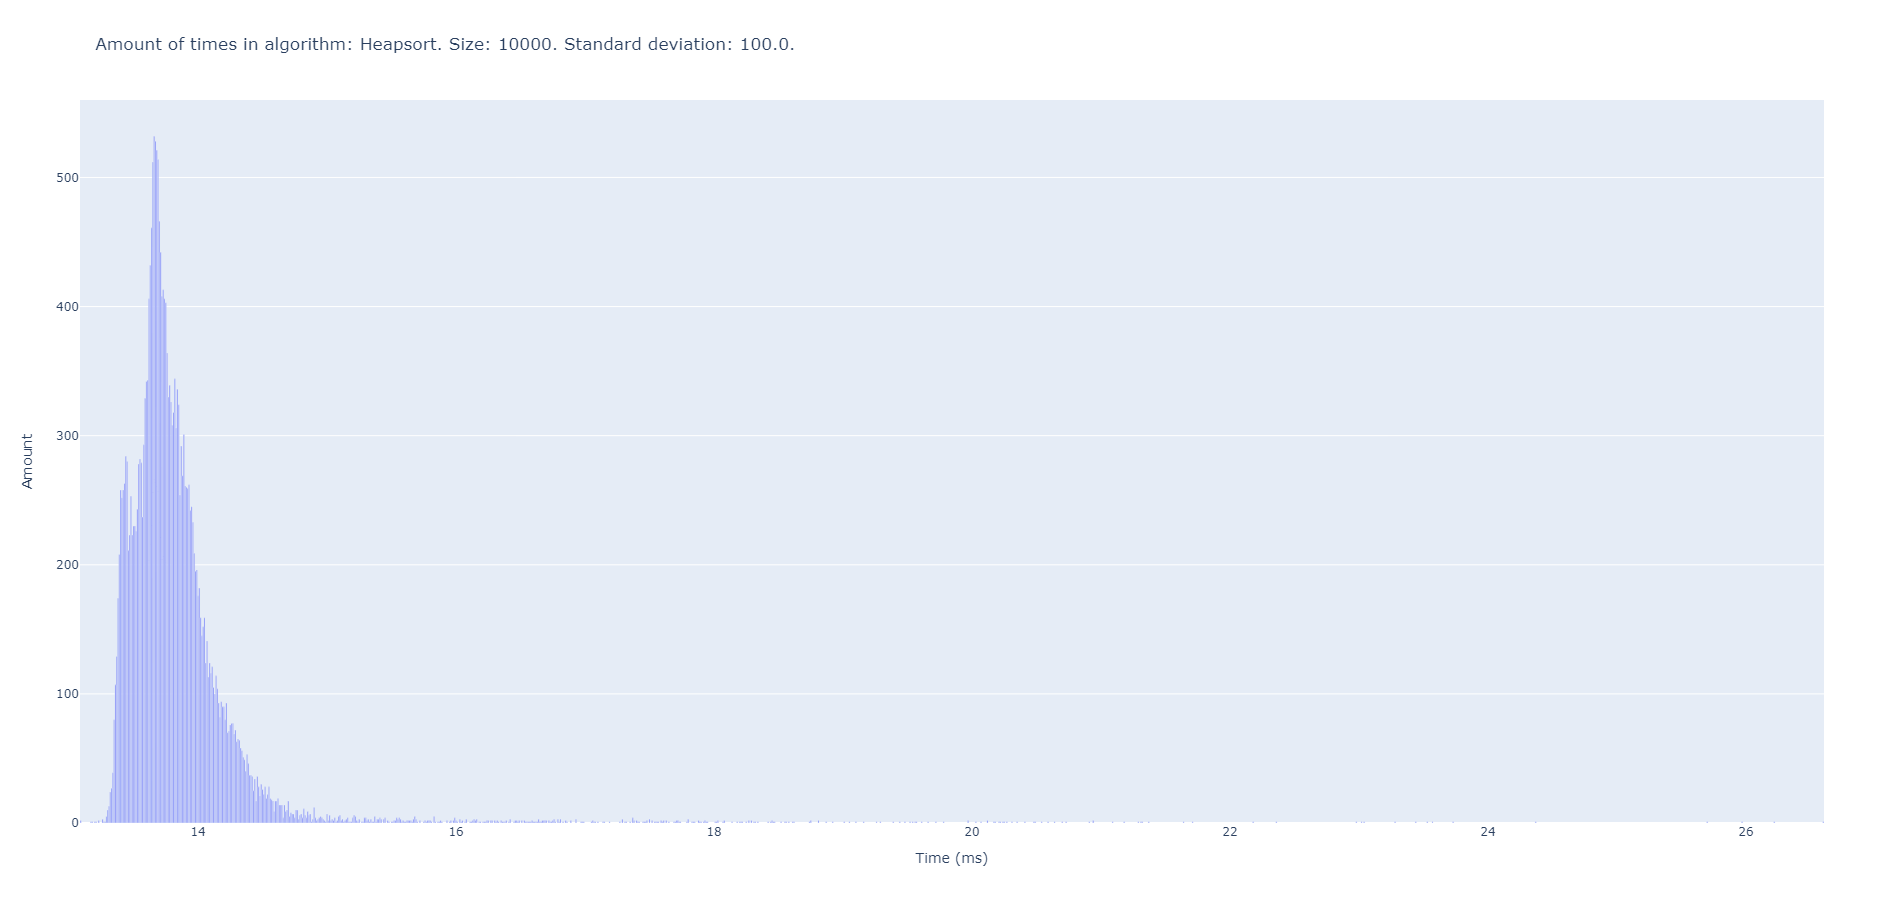 Amount of times in algorithm: Heapsort. Size: 10000. Standard deviation: 100.0.
500
400
300
200
100
0
Amount
14 16 18 20 22 24 26
Time (ms)